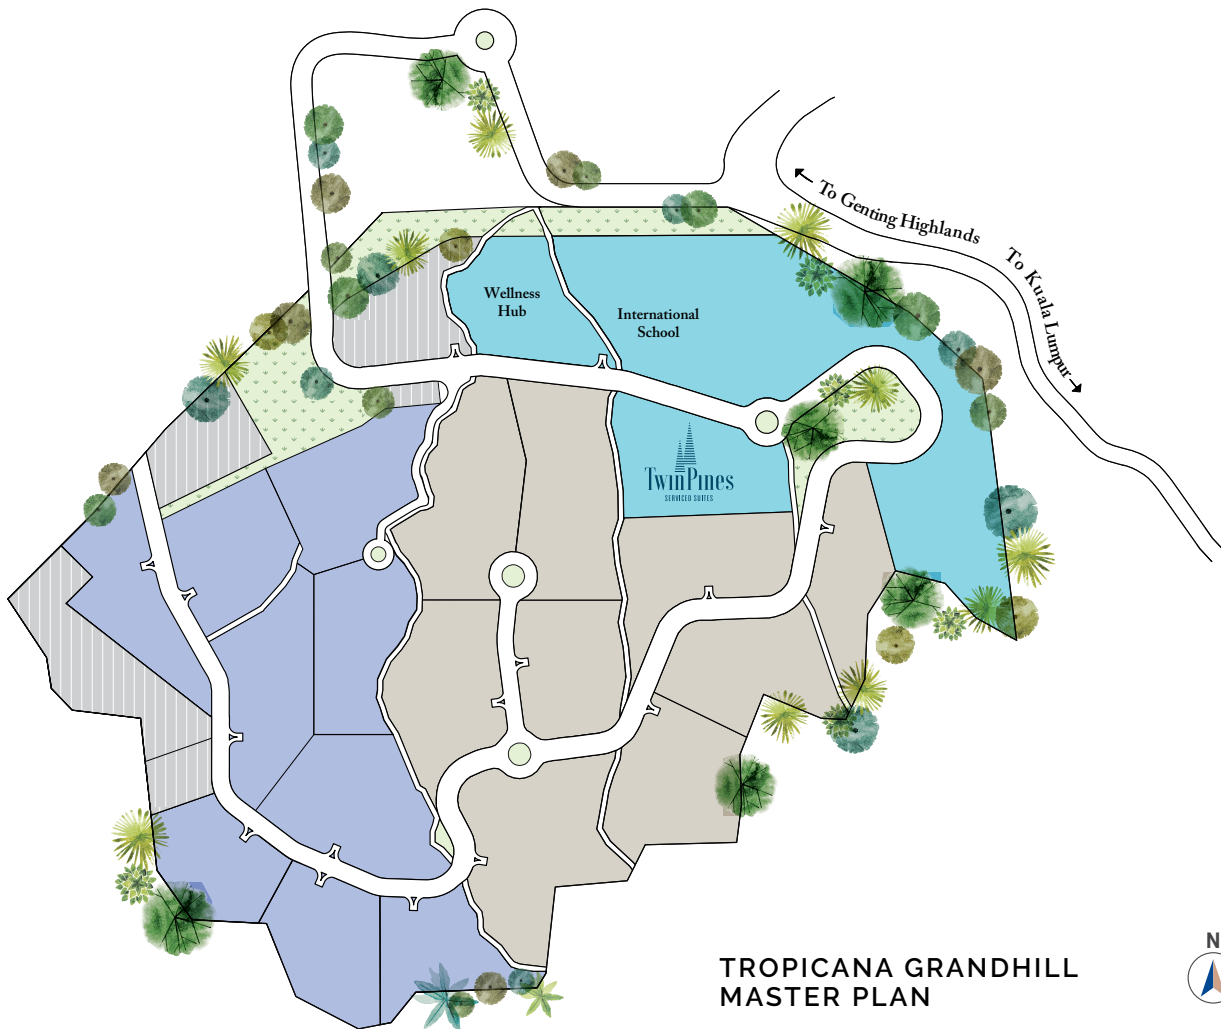 To Genting Highlands
To Kuala Lumpur
Wellness
Hub
International
School
TwinPines
SERVICED SUITES
TROPICANA GRANDHILL
MASTER PLAN
N